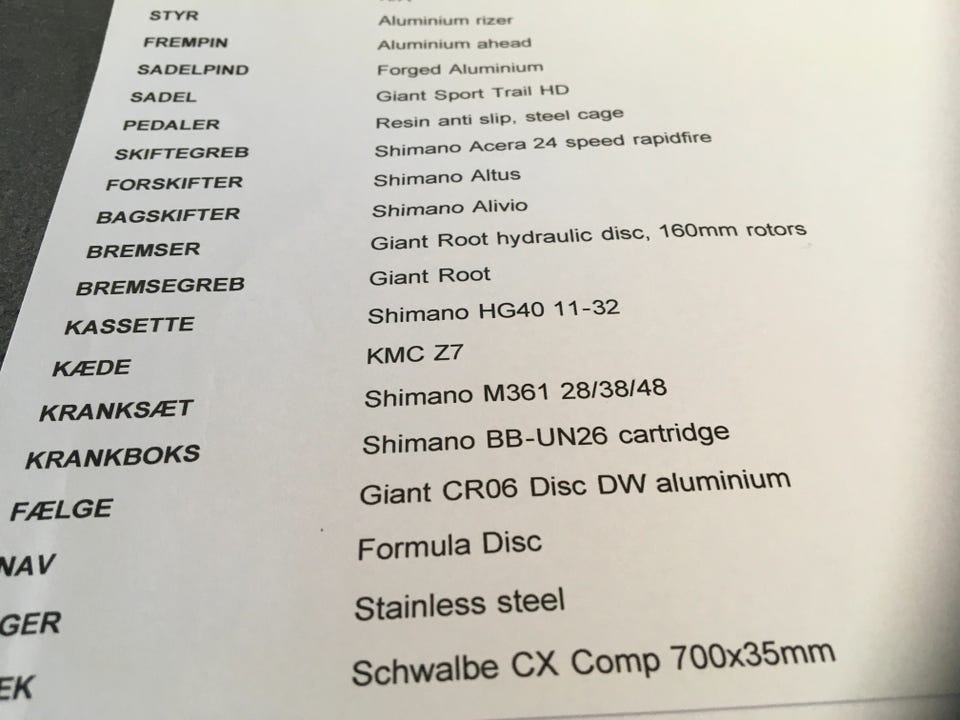 STYR Aluminium rizer
FREMPIN Aluminium ahead
SADELPIND Forged Aluminium
SADEL Giant Sport Trail HD
PEDALER Resin anti slip, steel cage
SKIFTEGREB Shimano Acera 24 speed rapidfire
FORSKIFTER Shimano Altus
BAGSKIFTER Shimano Alivio
BREMSER Giant Root hydraulic disc, 160mm rotors
BREMSEGREB Giant Root
KASSETTE Shimano HG40 11-32
KÆDE KMC Z7
KRANKSÆT Shimano M361 28/38/48
KRANKBOKS Shimano BB-UN26 cartridge
FÆLGE Giant CR06 Disc DW aluminium
NAV Formula Disc
GER Stainless steel
EK Schwalbe CX Comp 700x35mm